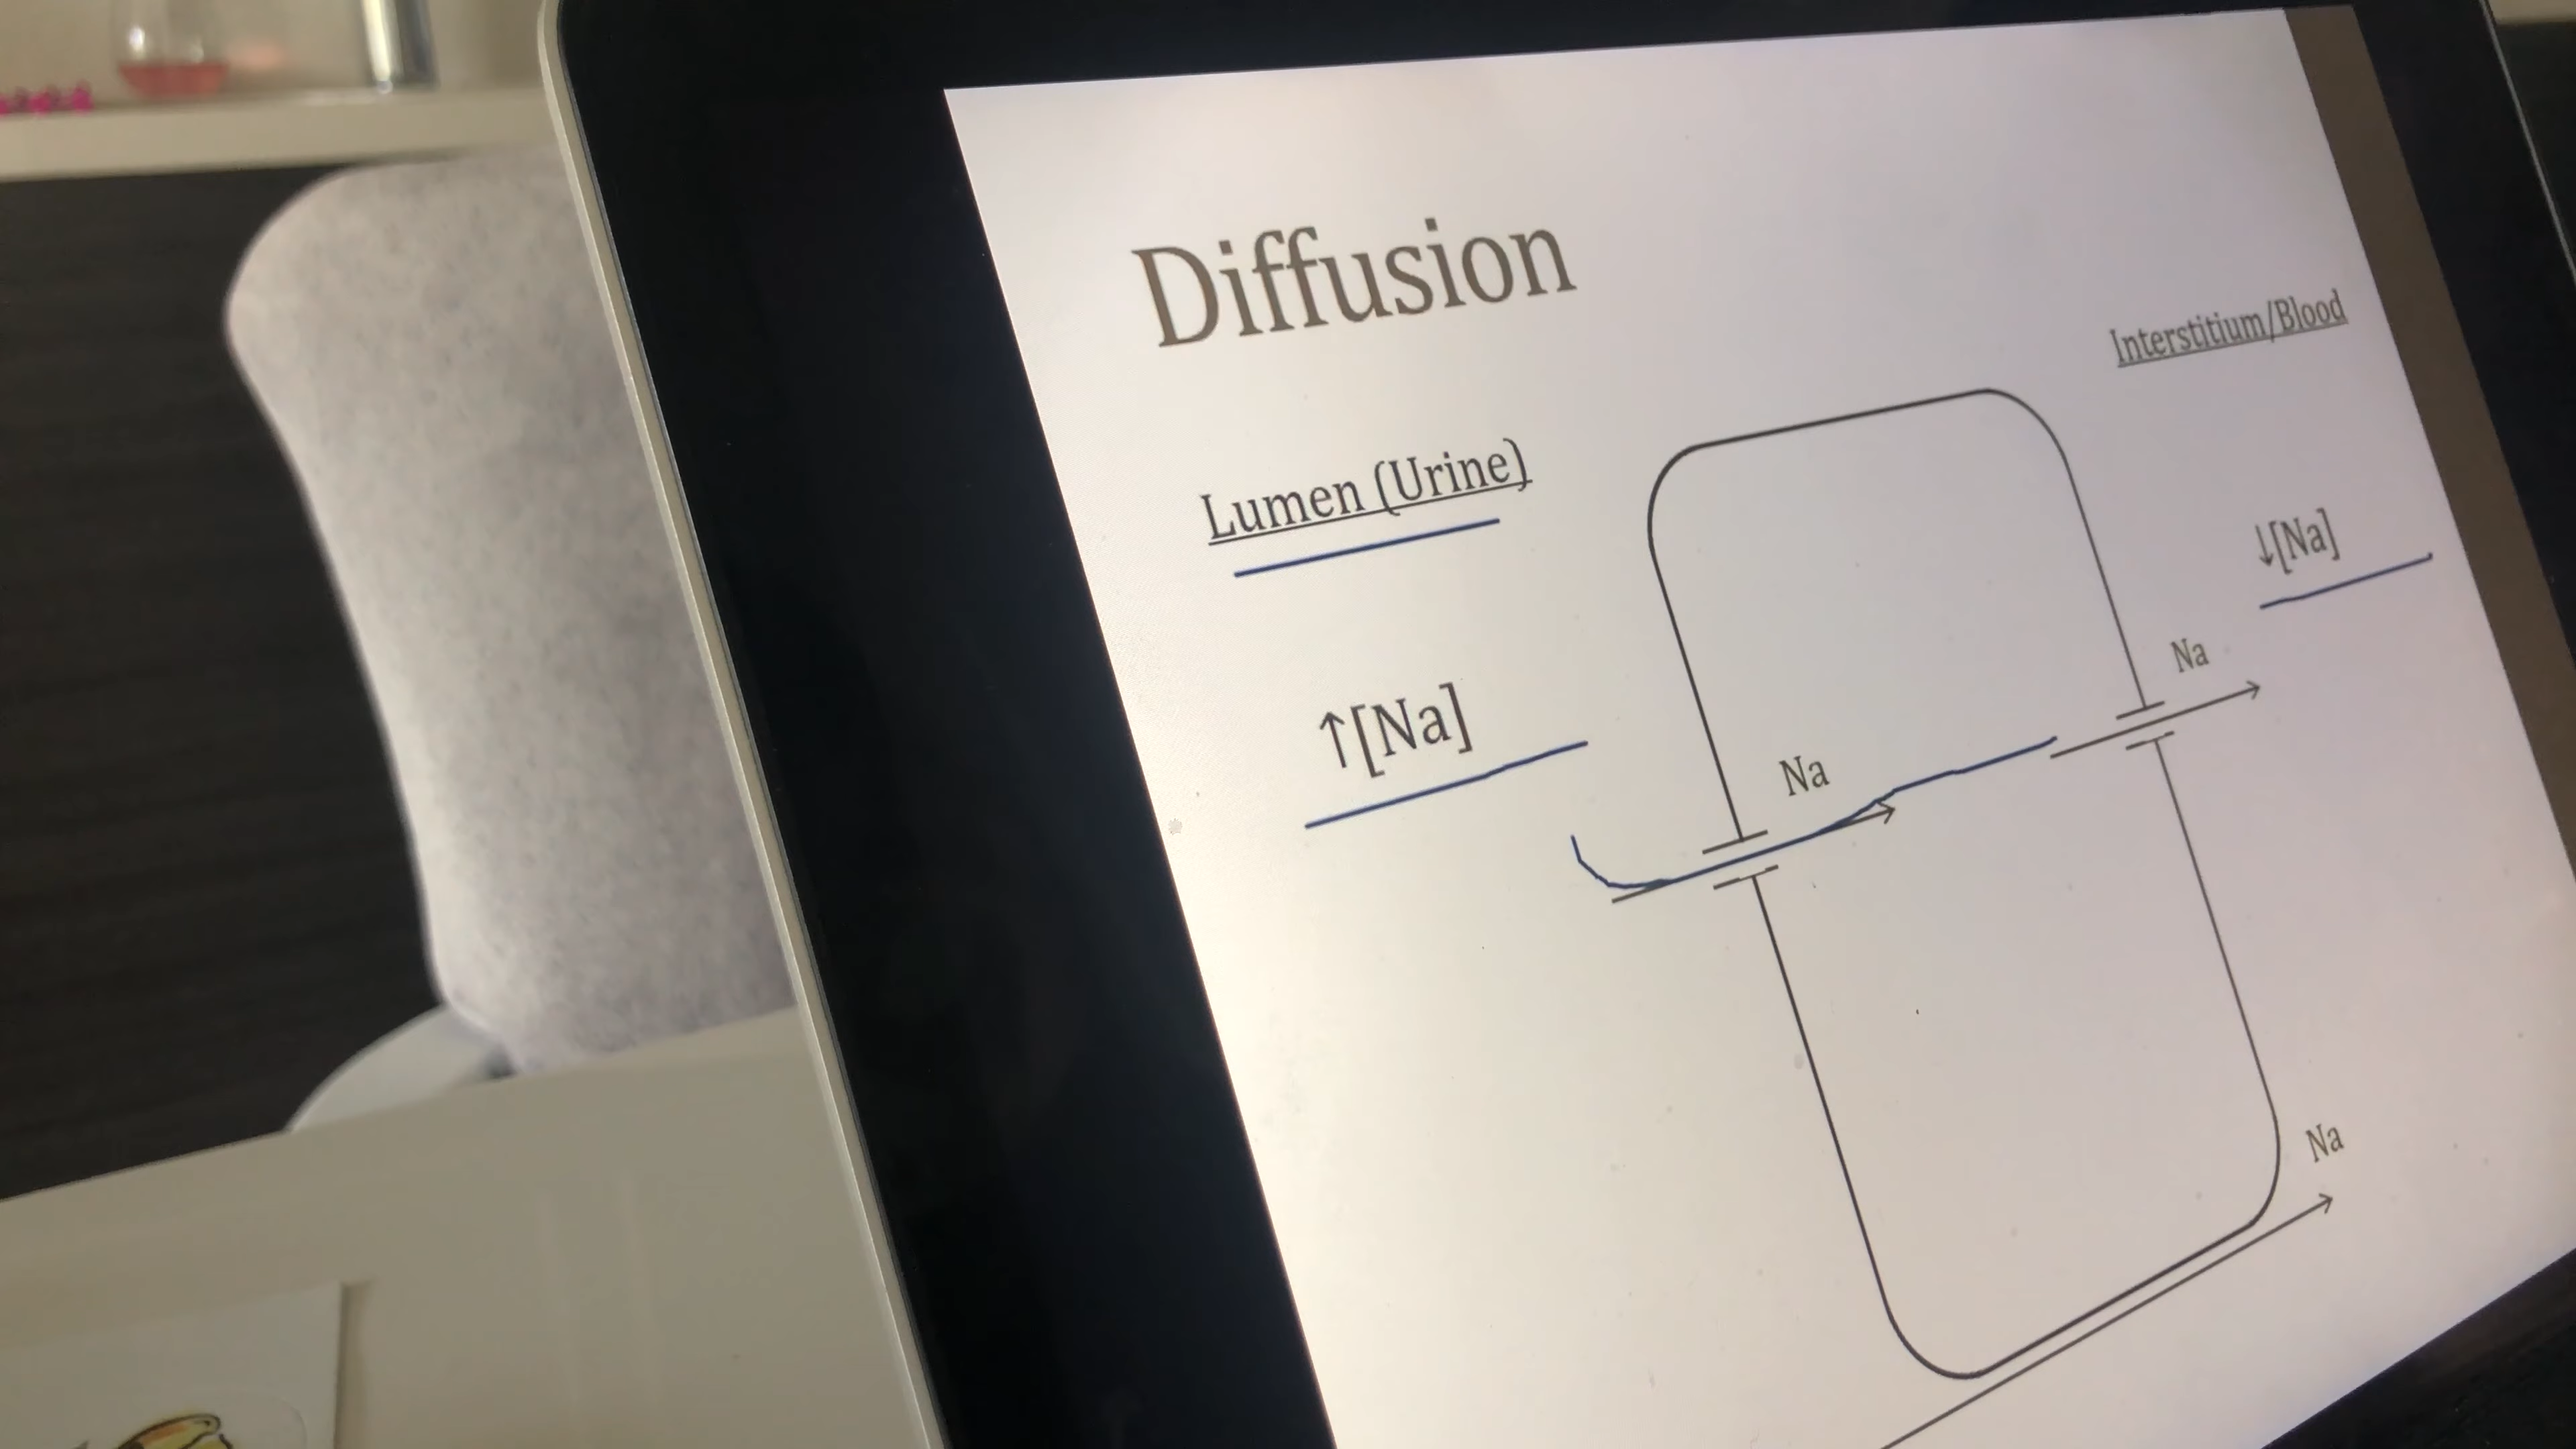 Diffusion
Interstitium/Blood
Lumen (Urine)
↓[Na]
↑[Na]
Na
Na
Na